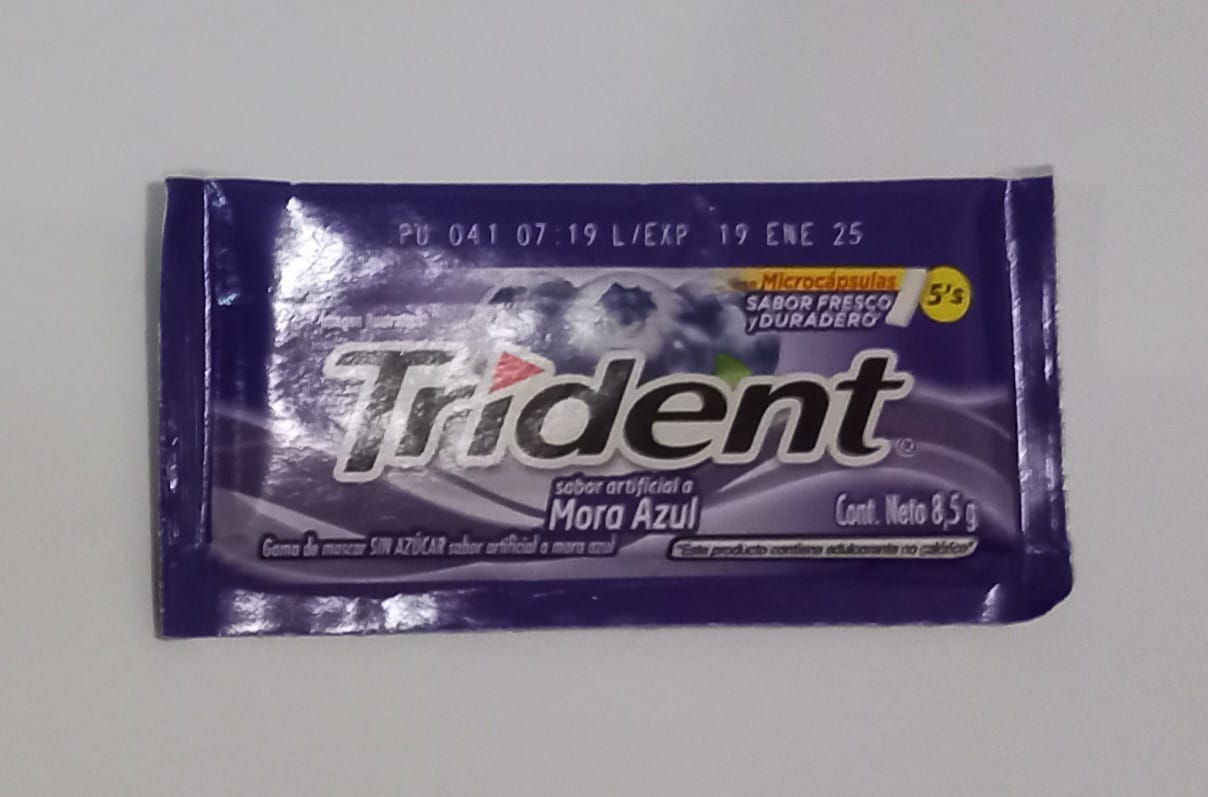 PU 041 07:19 L/EXP 19 ENE 25
Microcápsulas
SABOR FRESCO
y DURADERO
5's
Trident
sabor artificial a
Mora Azul
Cont. Neto 8,5 g
Goma de mascar SIN AZÚCAR sabor artificial a mora azul
"Este producto contiene edulcorante no calórico"